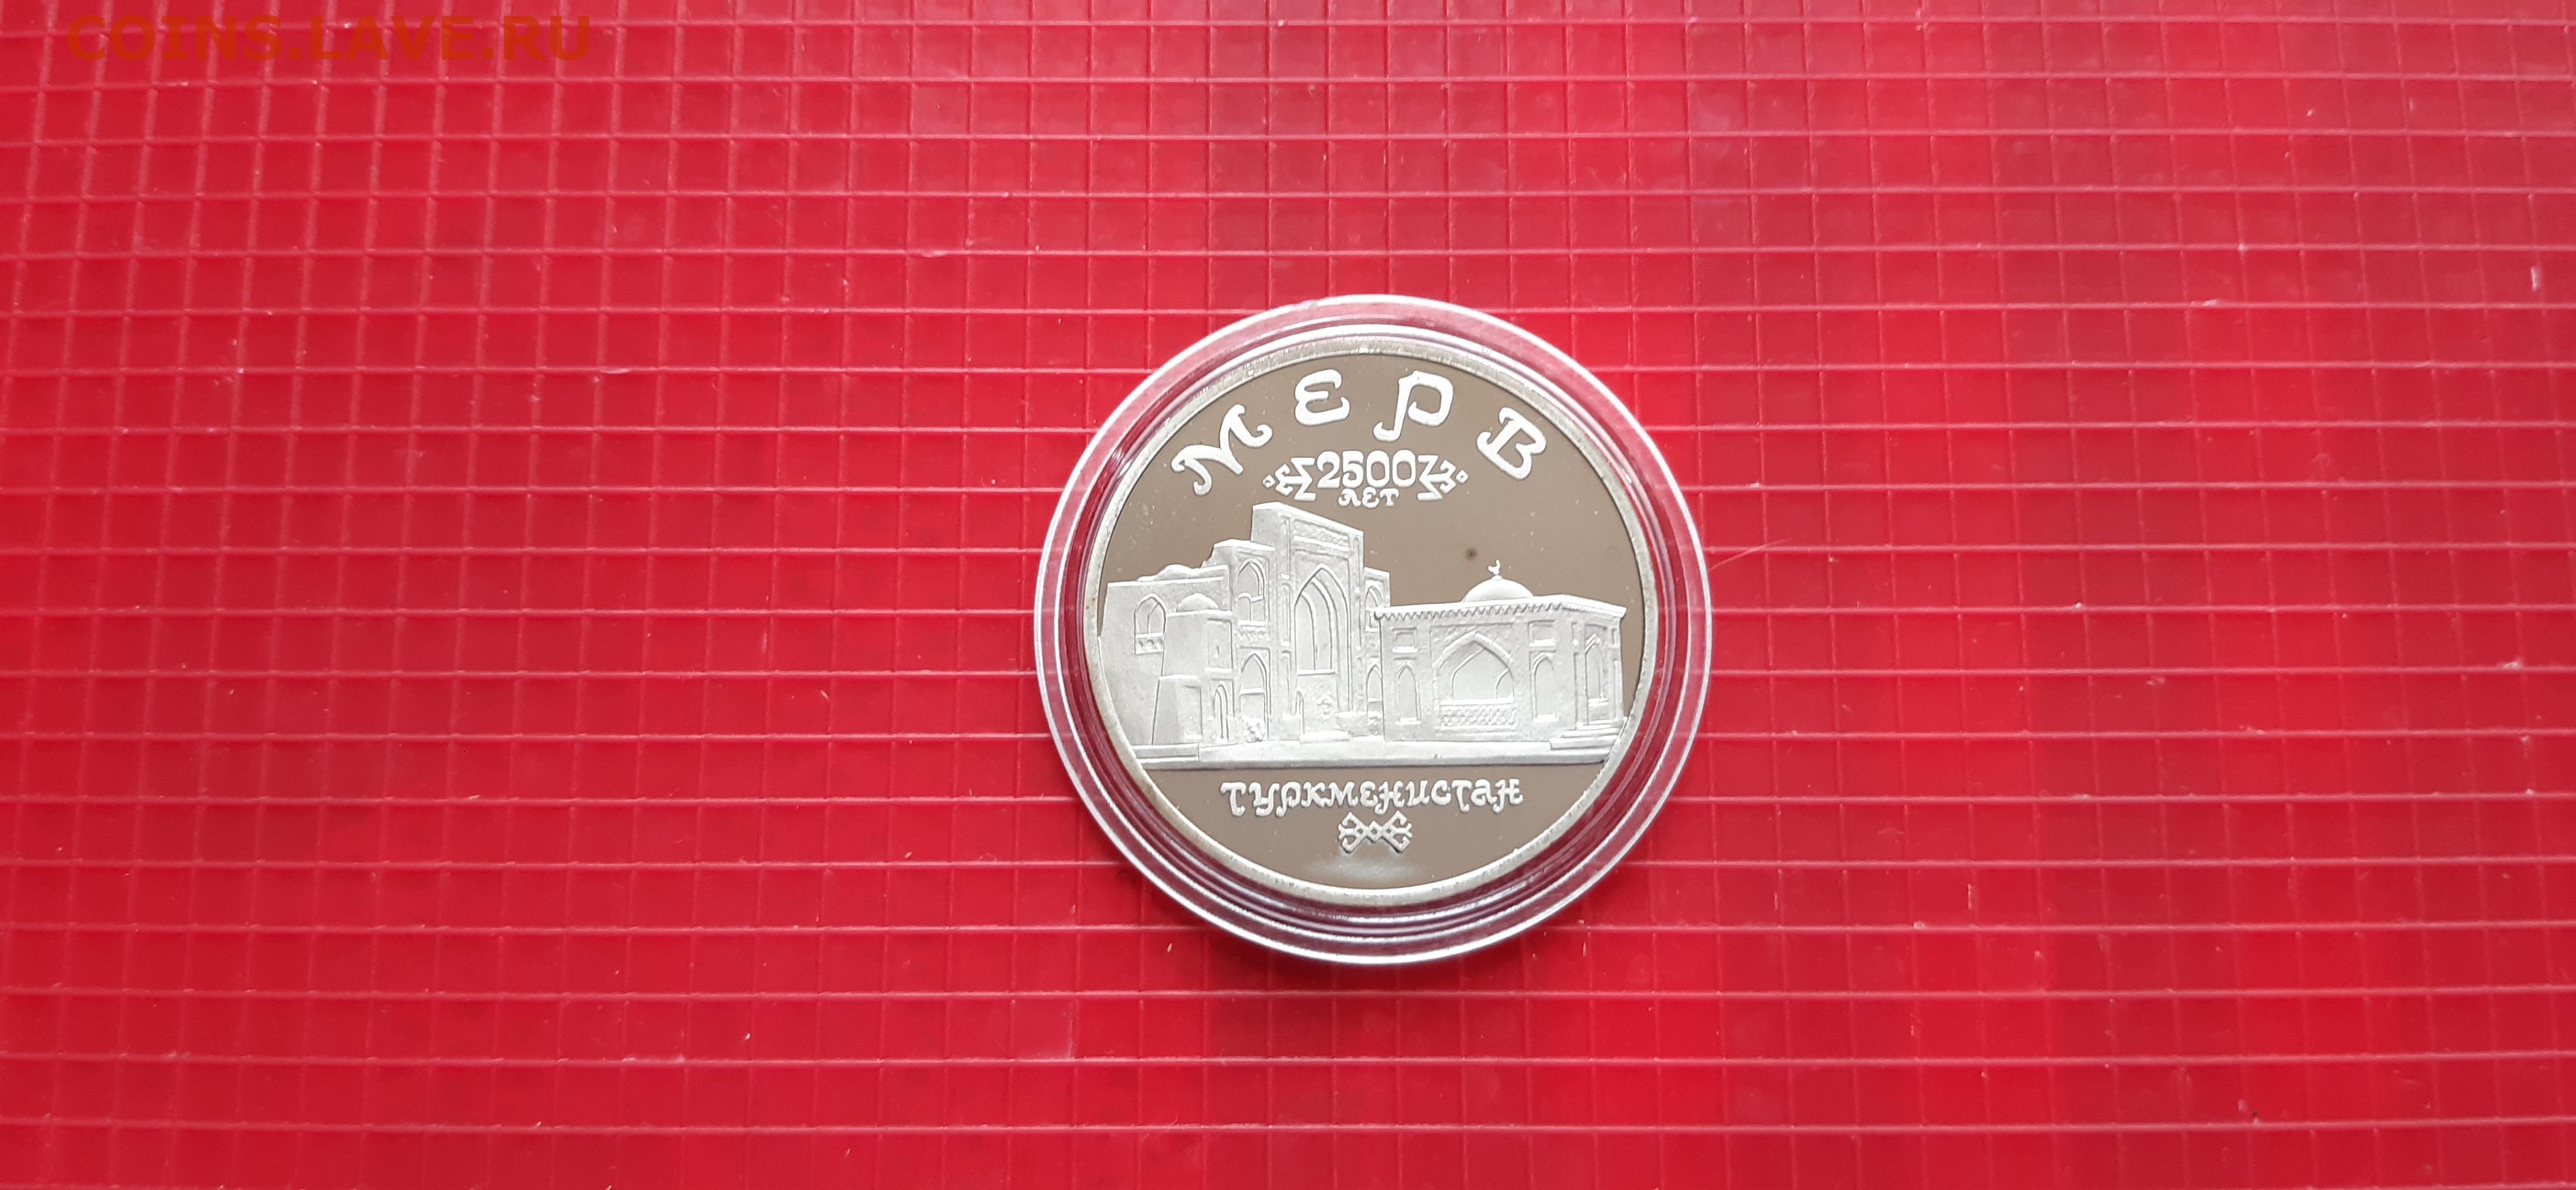 COINS.LAVE.RU
МЕРВ
2500
ЛЕТ
ТУРКМЕНИСТАН